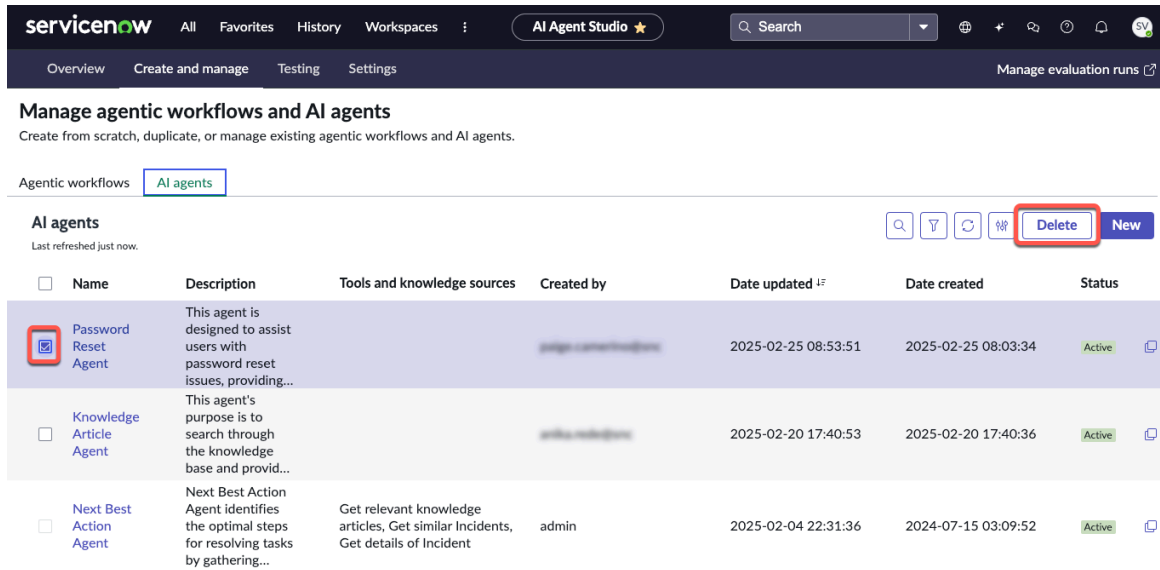 servicenow All Favorites History Workspaces AI Agent Studio Search SV
Overview Create and manage Testing Settings Manage evaluation runs
Manage agentic workflows and AI agents
Create from scratch, duplicate, or manage existing agentic workflows and AI agents.
Agentic workflows AI agents
AI agents
Last refreshed just now.
Delete New
Name Description Tools and knowledge sources Created by Date updated Date created Status
Password
Reset
Agent
This agent is
designed to assist
users with
password reset
issues, providing...
2025-02-25 08:53:51 2025-02-25 08:03:34 Active
Knowledge
Article
Agent
This agent's
purpose is to
search through
the knowledge
base and provid...
2025-02-20 17:40:53 2025-02-20 17:40:36 Active
Next Best
Action
Agent
Next Best Action
Agent identifies
the optimal steps
for resolving tasks
by gathering...
Get relevant knowledge
articles, Get similar Incidents,
Get details of Incident
admin 2025-02-04 22:31:36 2024-07-15 03:09:52 Active